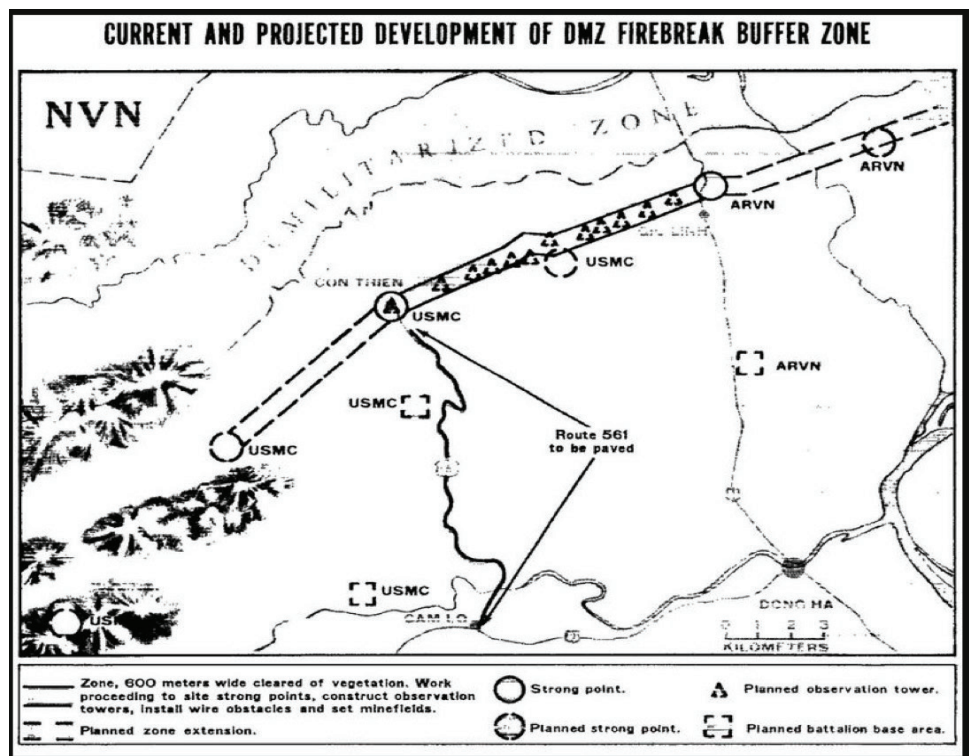 CURRENT AND PROJECTED DEVELOPMENT OF DMZ FIREBREAK BUFFER ZONE
NVN
DEMILITARIZED ZONE
ARVN
ARVN
GIO LINH
USMC
CON THIEN
USMC
ARVN
USMC
Route 561
to be paved
USMC
USMC
CAM LO
DONG HA
0 1 2 3
KILOMETERS
Zone, 600 meters wide cleared of vegetation. Work
proceeding to site strong points, construct observation
towers, install wire obstacles and set minefields.
Planned zone extension.
Strong point.
Planned strong point.
Planned observation tower.
Planned battalion base area.